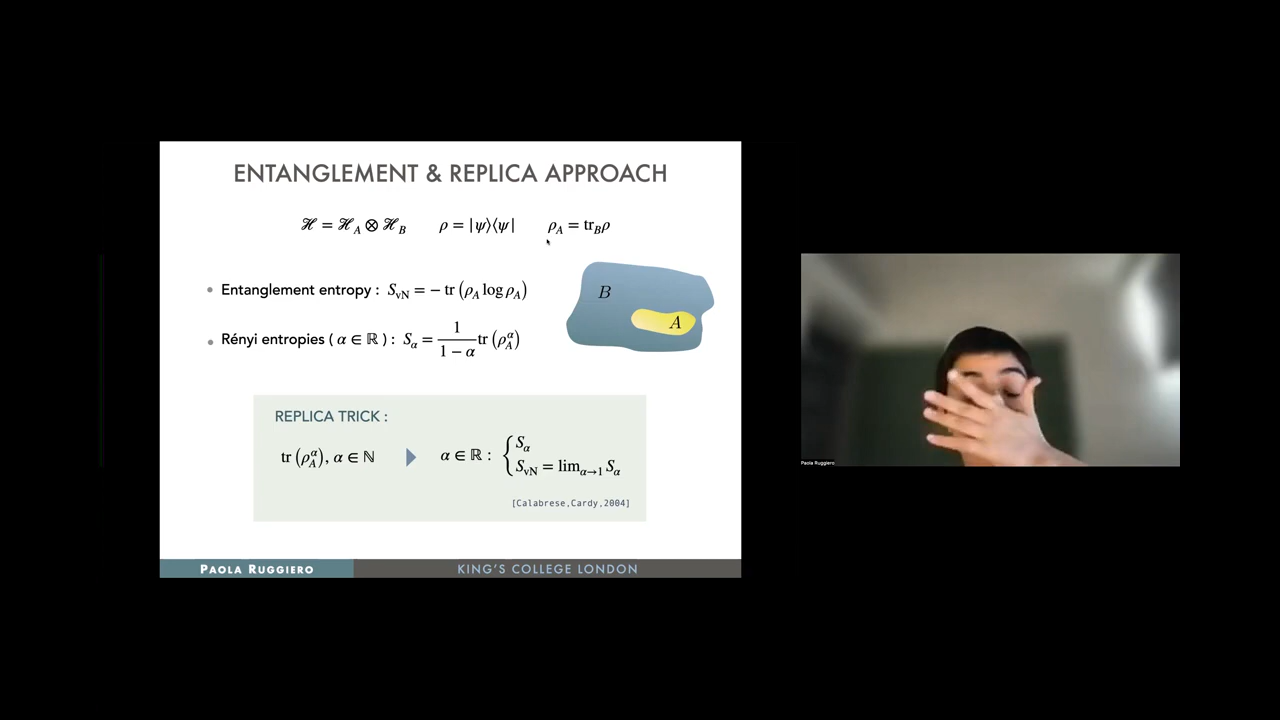 ENTANGLEMENT & REPLICA APPROACH
ℋ = ℋ_A ⊗ ℋ_B ρ = |ψ⟩⟨ψ| ρ_A = tr_B ρ
• Entanglement entropy : S_vN = − tr (ρ_A log ρ_A)
• Rényi entropies ( α ∈ ℝ ) : S_α = 1/(1 − α) tr (ρ_A^α)
B
A
REPLICA TRICK :
tr (ρ_A^α), α ∈ ℕ α ∈ ℝ : { S_α
S_vN = lim_{α→1} S_α
[Calabrese,Cardy,2004]
PAOLA RUGGIERO KING'S COLLEGE LONDON
Paola Ruggiero